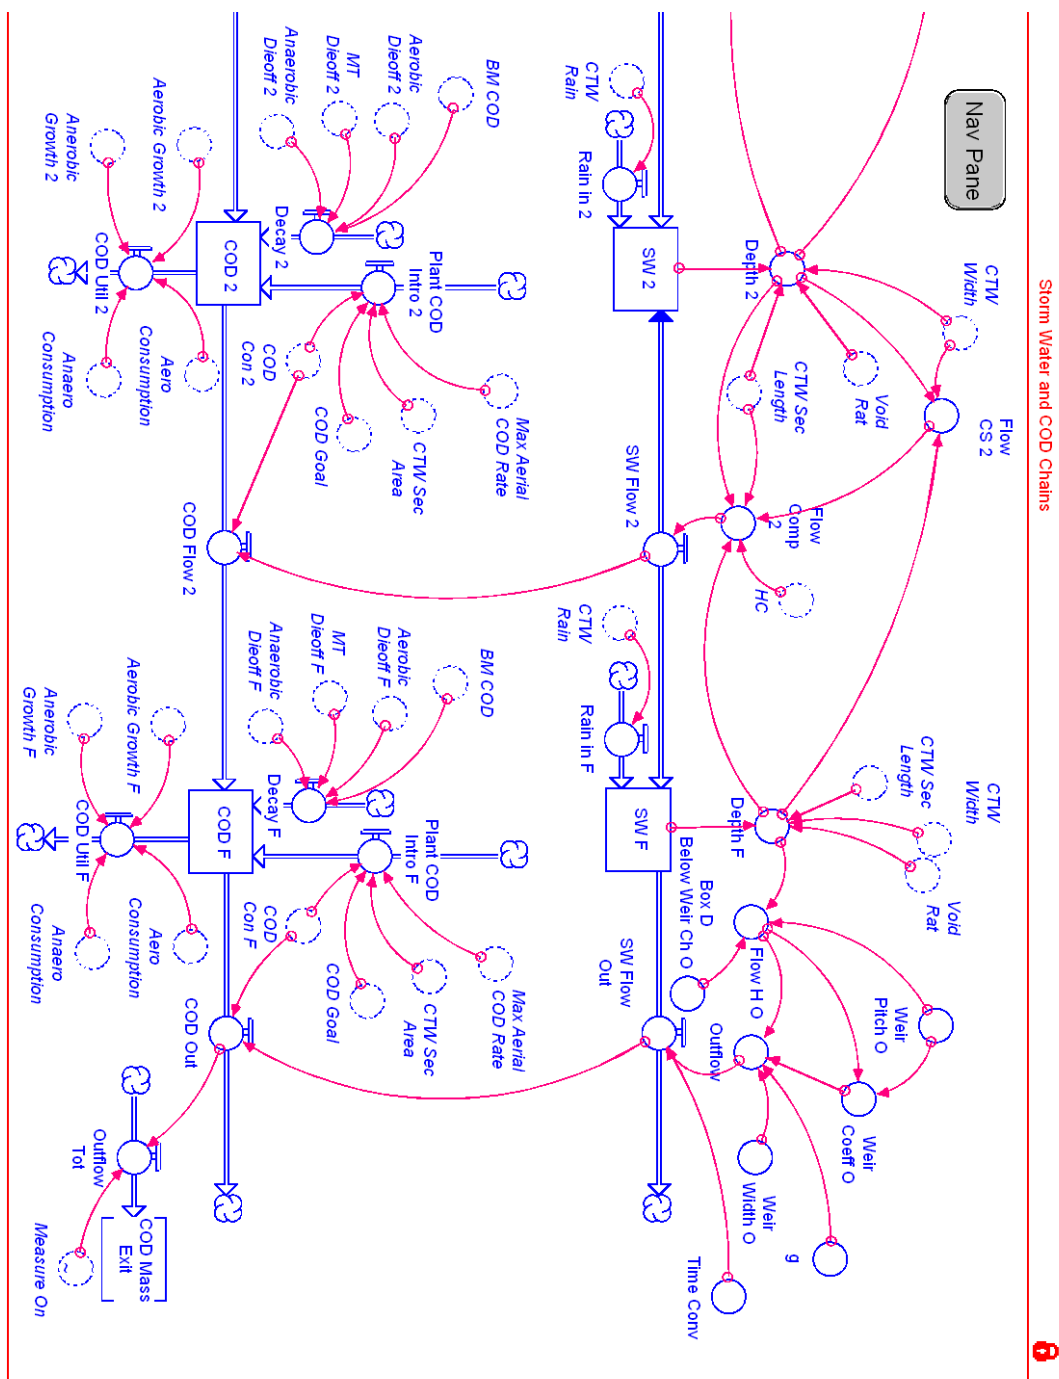 Storm Water and COD Chains
8
Nav Pane
CTW
Width
Flow
CS 2
Void
Rat
CTW Sec
Length
Depth 2
Flow
Comp
2
HC
CTW
Width
Void
Rat
CTW Sec
Length
Depth F
Weir
Pitch O
Flow H O
Box D
Below Weir Ch O
Weir
Coeff O
Outflow
Weir
Width O
g
Time Conv
CTW
Rain
Rain in 2
SW 2
SW Flow 2
CTW
Rain
Rain in F
SW F
SW Flow
Out
BM COD
Aerobic
Dieoff 2
MT
Dieoff 2
Anaerobic
Dieoff 2
Decay 2
Plant COD
Intro 2
Max Aerial
COD Rate
CTW Sec
Area
COD Goal
COD
Con 2
BM COD
Aerobic
Dieoff F
MT
Dieoff F
Anaerobic
Dieoff F
Decay F
Plant COD
Intro F
Max Aerial
COD Rate
CTW Sec
Area
COD Goal
COD
Con F
COD 2
COD Flow 2
COD F
COD Out
Aerobic Growth 2
Anerobic
Growth 2
COD Util 2
Aero
Consumption
Anaero
Consumption
Aerobic Growth F
Anerobic
Growth F
COD Util F
Aero
Consumption
Anaero
Consumption
Outflow
Tot
COD Mass
Exit
Measure On
~